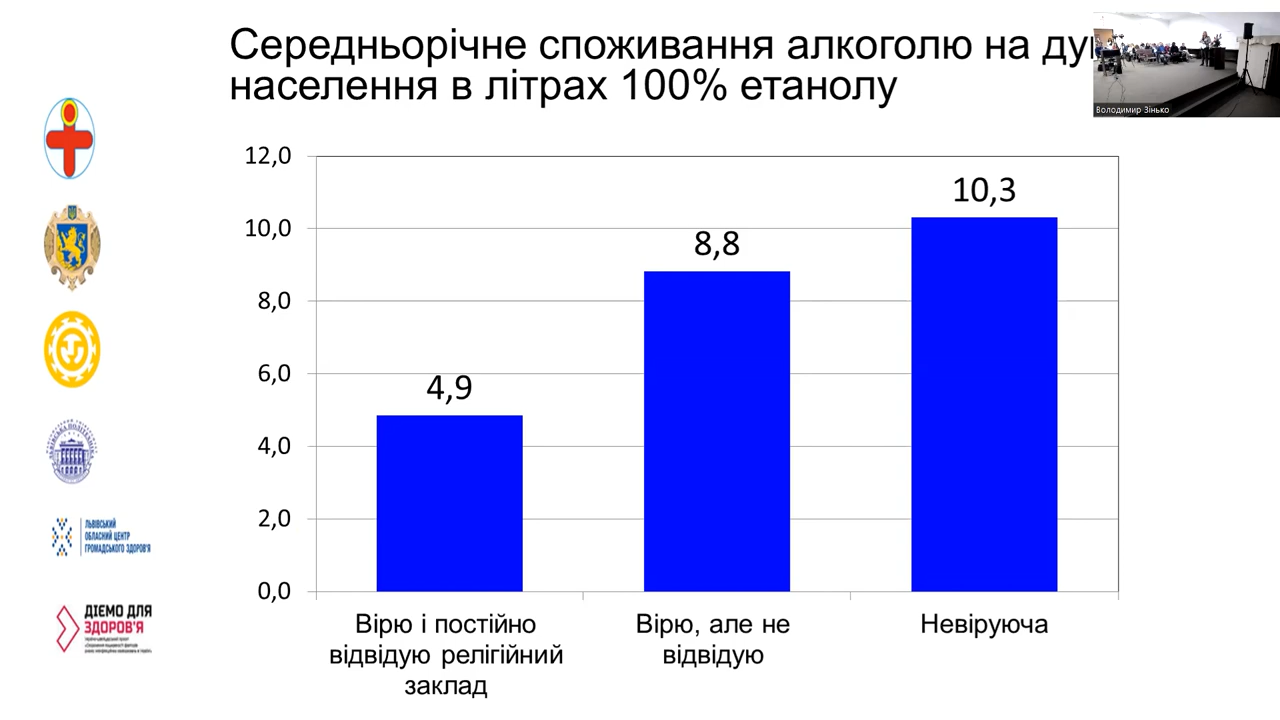 Середньорічне споживання алкоголю на ду
населення в літрах 100% етанолу
Володимир Зінько
12,0
10,0
8,0
6,0
4,0
2,0
0,0
4,9
8,8
10,3
Вірю і постійно
відвідую релігійний
заклад
Вірю, але не
відвідую
Невіруюча
ЛЬВІВСЬКИЙ
ОБЛАСНИЙ ЦЕНТР
ГРОМАДСЬКОГО ЗДОРОВ'Я
ДІЄМО ДЛЯ
ЗДОРОВ'Я